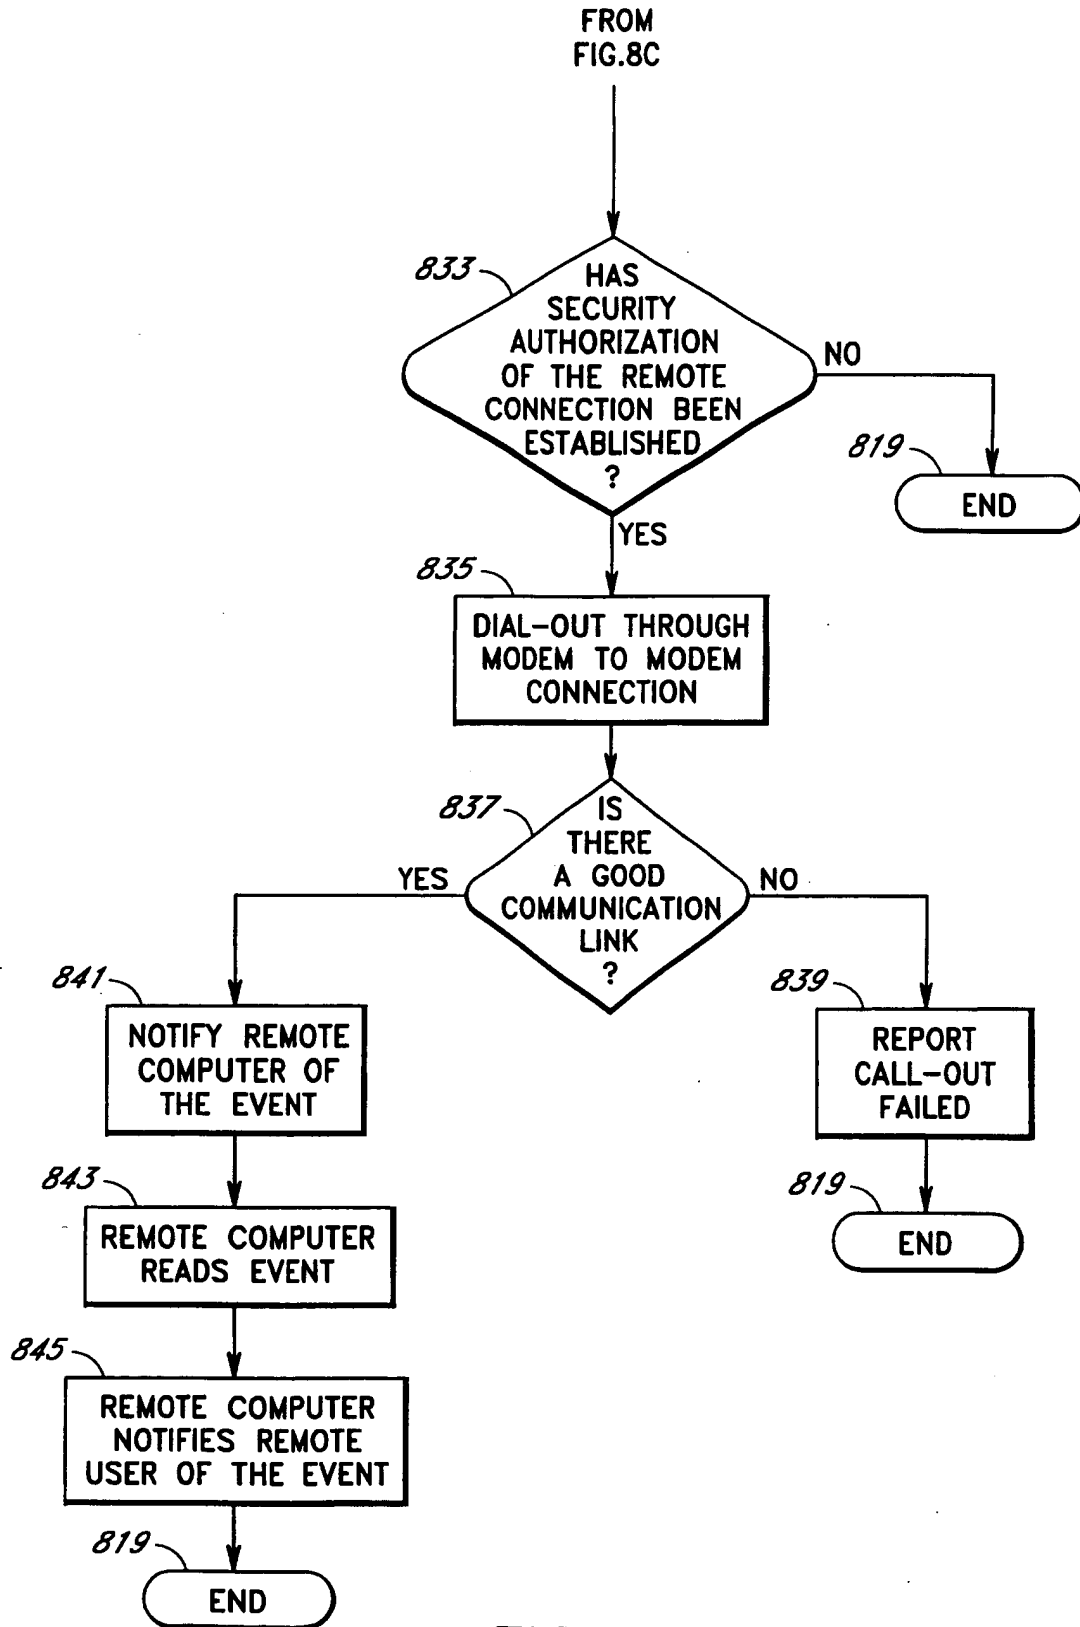 FROM
FIG.8C
833
HAS
SECURITY
AUTHORIZATION
OF THE REMOTE
CONNECTION BEEN
ESTABLISHED
?
NO
819
END
YES
835
DIAL-OUT THROUGH
MODEM TO MODEM
CONNECTION
837
IS
THERE
A GOOD
COMMUNICATION
LINK
?
YES
NO
841
NOTIFY REMOTE
COMPUTER OF
THE EVENT
839
REPORT
CALL-OUT
FAILED
843
REMOTE COMPUTER
READS EVENT
819
END
845
REMOTE COMPUTER
NOTIFIES REMOTE
USER OF THE EVENT
819
END